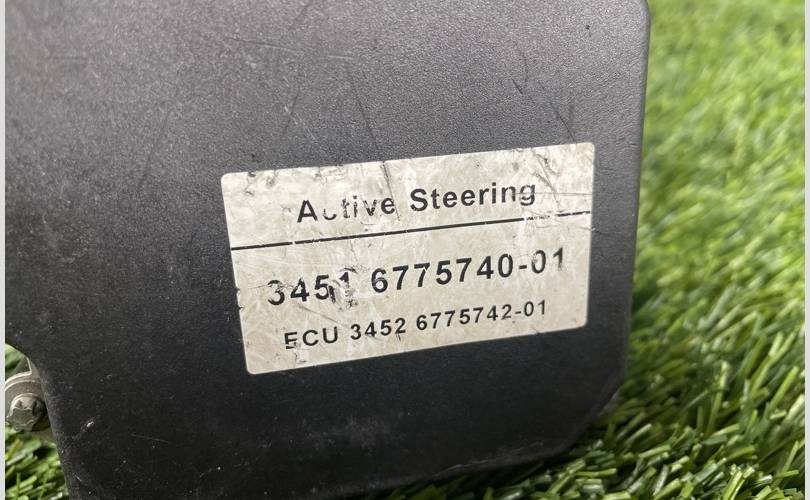 Active Steering
3451 6775740-01
ECU 3452 6775742-01